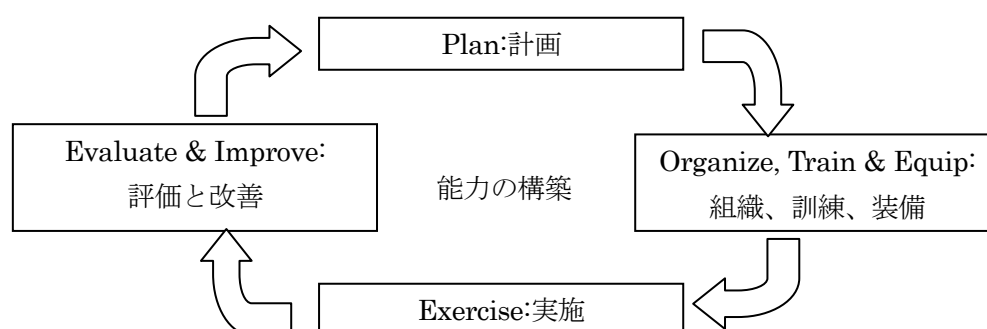 Plan:計画
Evaluate & Improve:
評価と改善
能力の構築
Organize, Train & Equip:
組織、訓練、装備
Exercise:実施